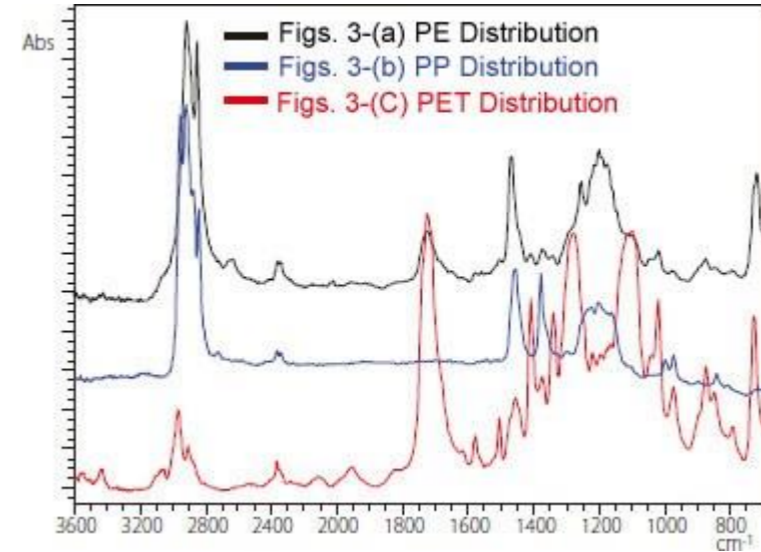 Figs. 3-(a) PE Distribution
Abs
Figs. 3-(b) PP Distribution
Figs. 3-(C) PET Distribution
3600 3200 2800 2400 2000 1800 1600 1400 1200 1000 800
cm-1